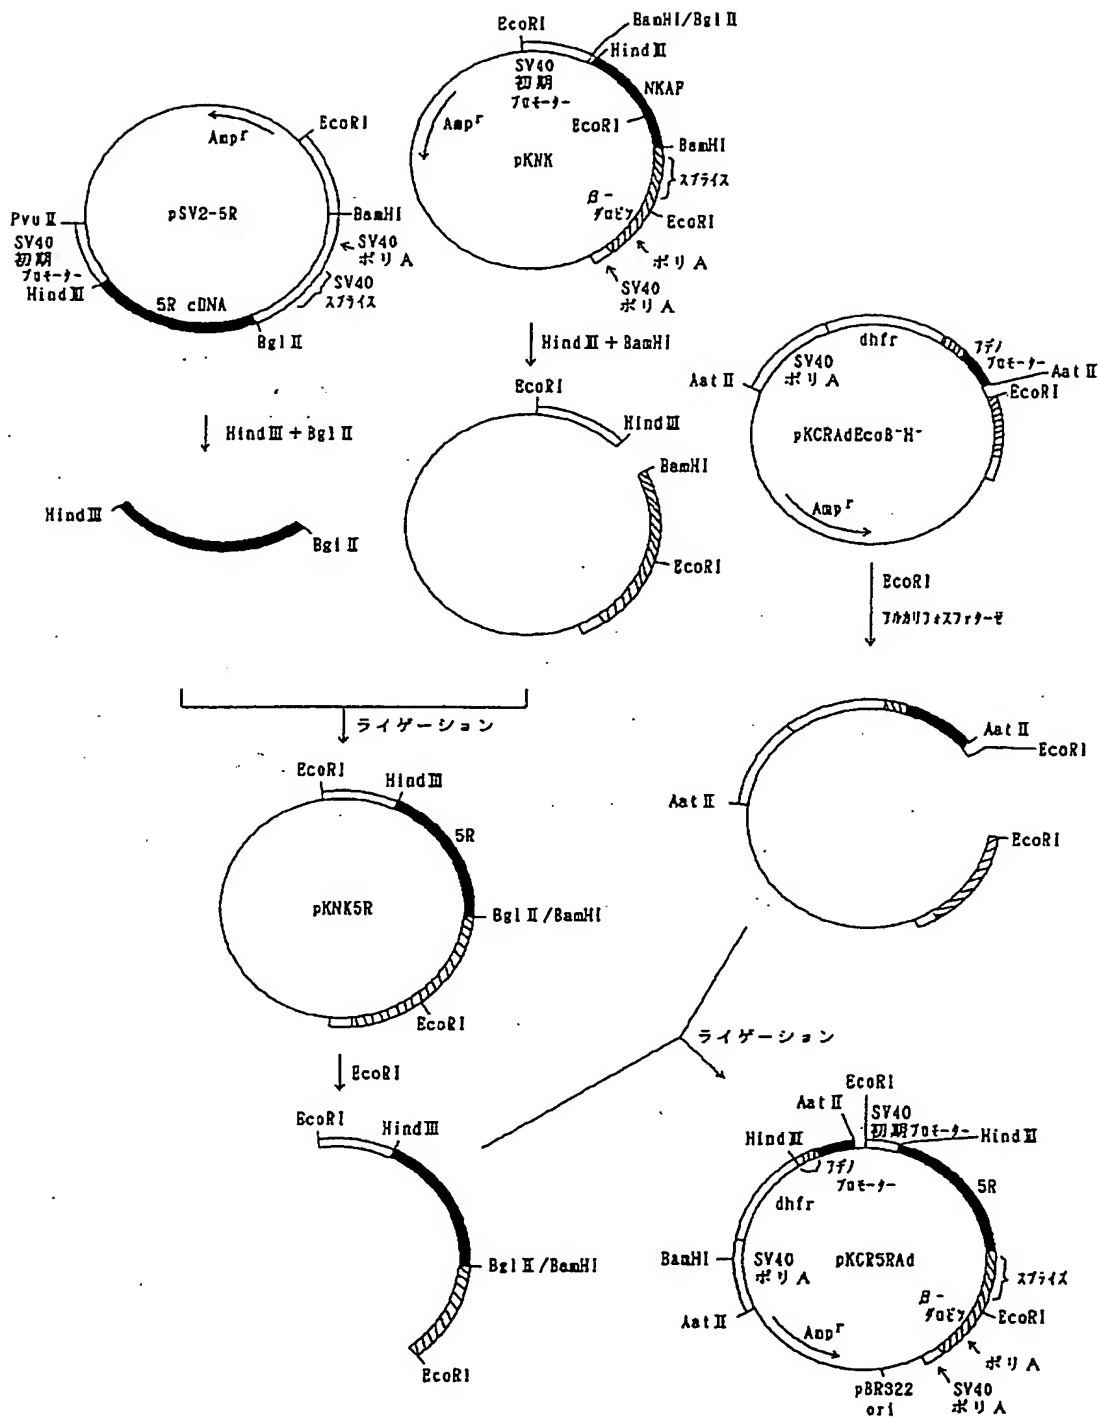 EcoRI
BamHI/BglⅡ
HindⅢ
SV40
初期
プロモーター
NKAF
Ampʳ
EcoRI
pKNK
BamHI
スプライス
β-
グロビン
EcoRI
ポリA
SV40
ポリA
Ampʳ
EcoRI
pSV2-5R
PvuⅡ
BamHI
SV40
初期
プロモーター
SV40
ポリA
HindⅢ
5R cDNA
SV40
スプライス
BglⅡ
HindⅢ+BamHI
dhfr
アデノ
プロモーター
SV40
ポリA
AatⅡ
AatⅡ
EcoRI
pKCRAdEcoB⁻H⁻
Ampʳ
HindⅢ+BglⅡ
HindⅢ
BglⅡ
EcoRI
HindⅢ
BamHI
EcoRI
EcoRI
アルカリフォスファターゼ
ライゲーション
AatⅡ
EcoRI
AatⅡ
EcoRI
EcoRI
HindⅢ
5R
pKNK5R
BglⅡ/BamHI
EcoRI
EcoRI
ライゲーション
EcoRI
HindⅢ
BglⅡ/BamHI
EcoRI
EcoRI
AatⅡ
SV40
初期プロモーター
HindⅢ
HindⅢ
アデノ
プロモーター
5R
dhfr
BamHI
SV40
ポリA
pKCR5RAd
スプライス
β-
グロビン
EcoRI
AatⅡ
Ampʳ
ポリA
pBR322
ori
SV40
ポリA